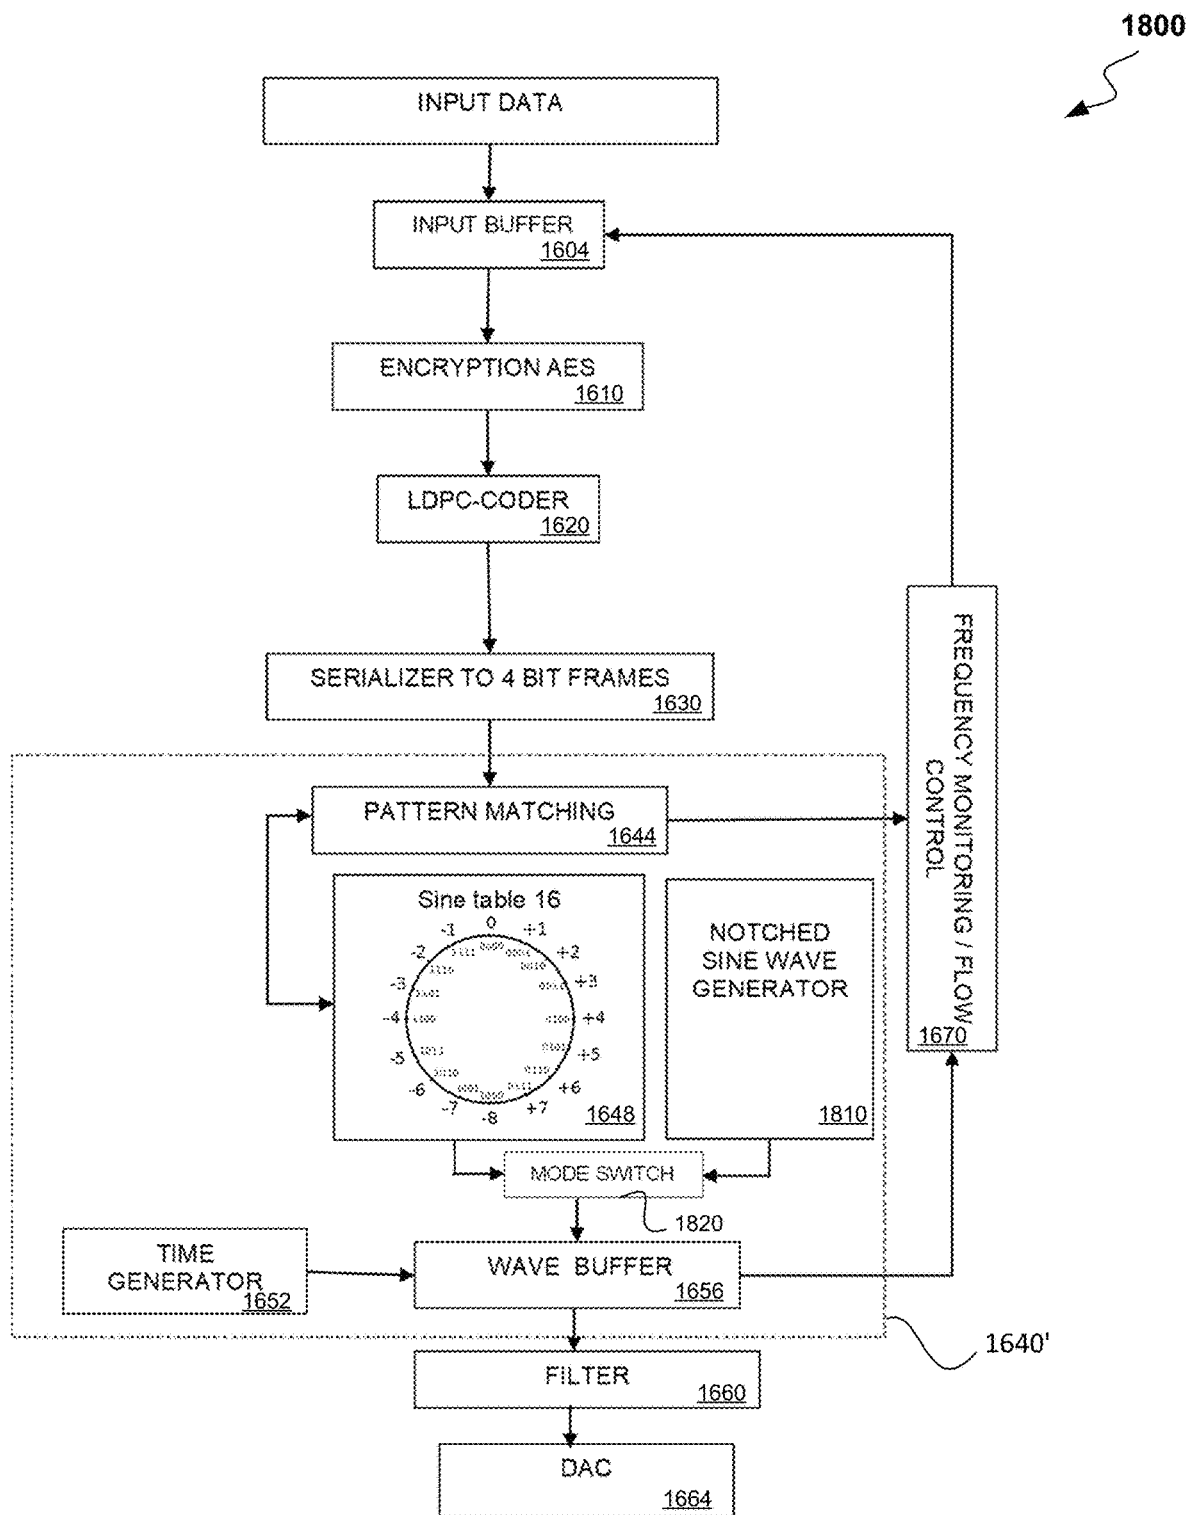 1800
INPUT DATA
INPUT BUFFER
1604
ENCRYPTION AES
1610
LDPC-CODER
1620
SERIALIZER TO 4 BIT FRAMES
1630
PATTERN MATCHING
1644
FREQUENCY MONITORING / FLOW
CONTROL
1670
Sine table 16
0
+1
+2
+3
+4
+5
+6
+7
-8
-7
-6
-5
-4
-3
-2
-1
1648
NOTCHED
SINE WAVE
GENERATOR
1810
MODE SWITCH
1820
TIME
GENERATOR
1652
WAVE BUFFER
1656
1640'
FILTER
1660
DAC
1664